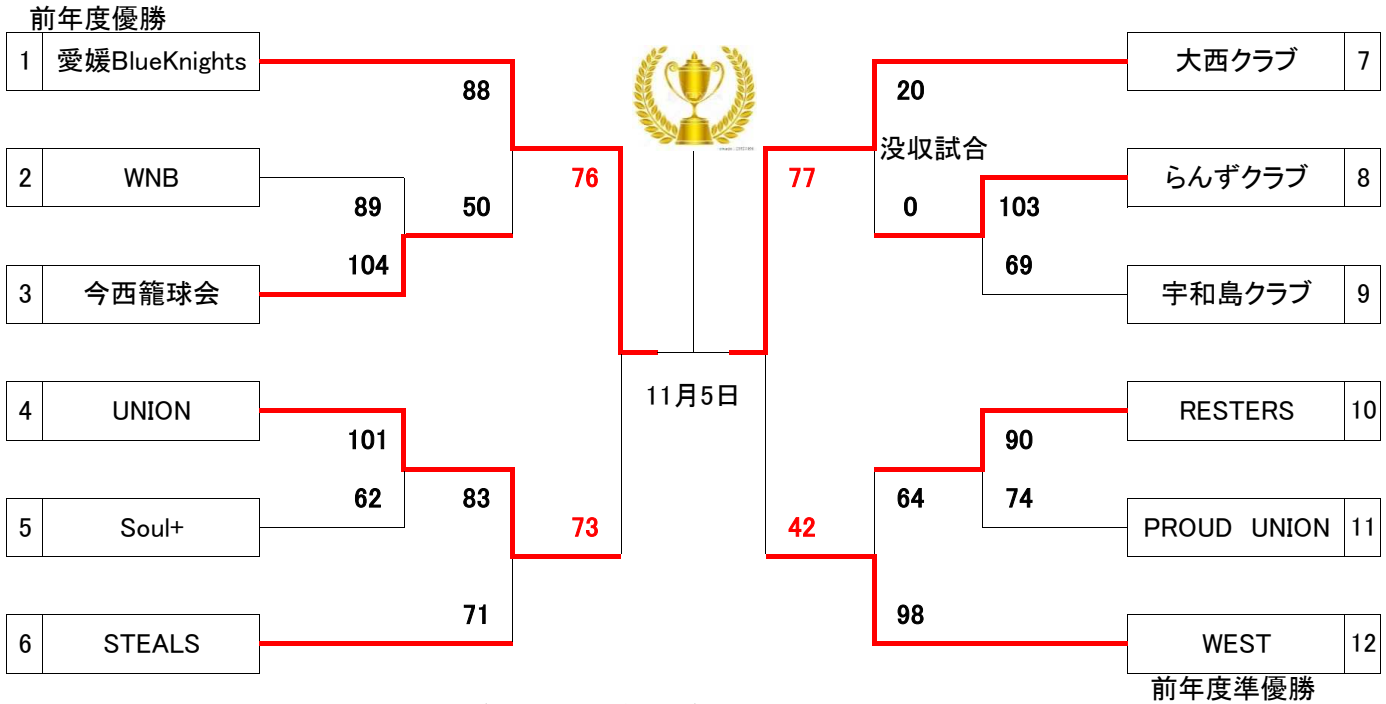 前年度優勝
1 愛媛BlueKnights
88
2 WNB
89
50
76
104
3 今西籠球会
4 UNION
101
62
83
73
5 Soul+
71
6 STEALS
11月5日
大西クラブ 7
20
没収試合
77
らんずクラブ 8
0
103
69
宇和島クラブ 9
RESTERS 10
90
64
74
42
PROUD UNION 11
98
WEST 12
前年度準優勝